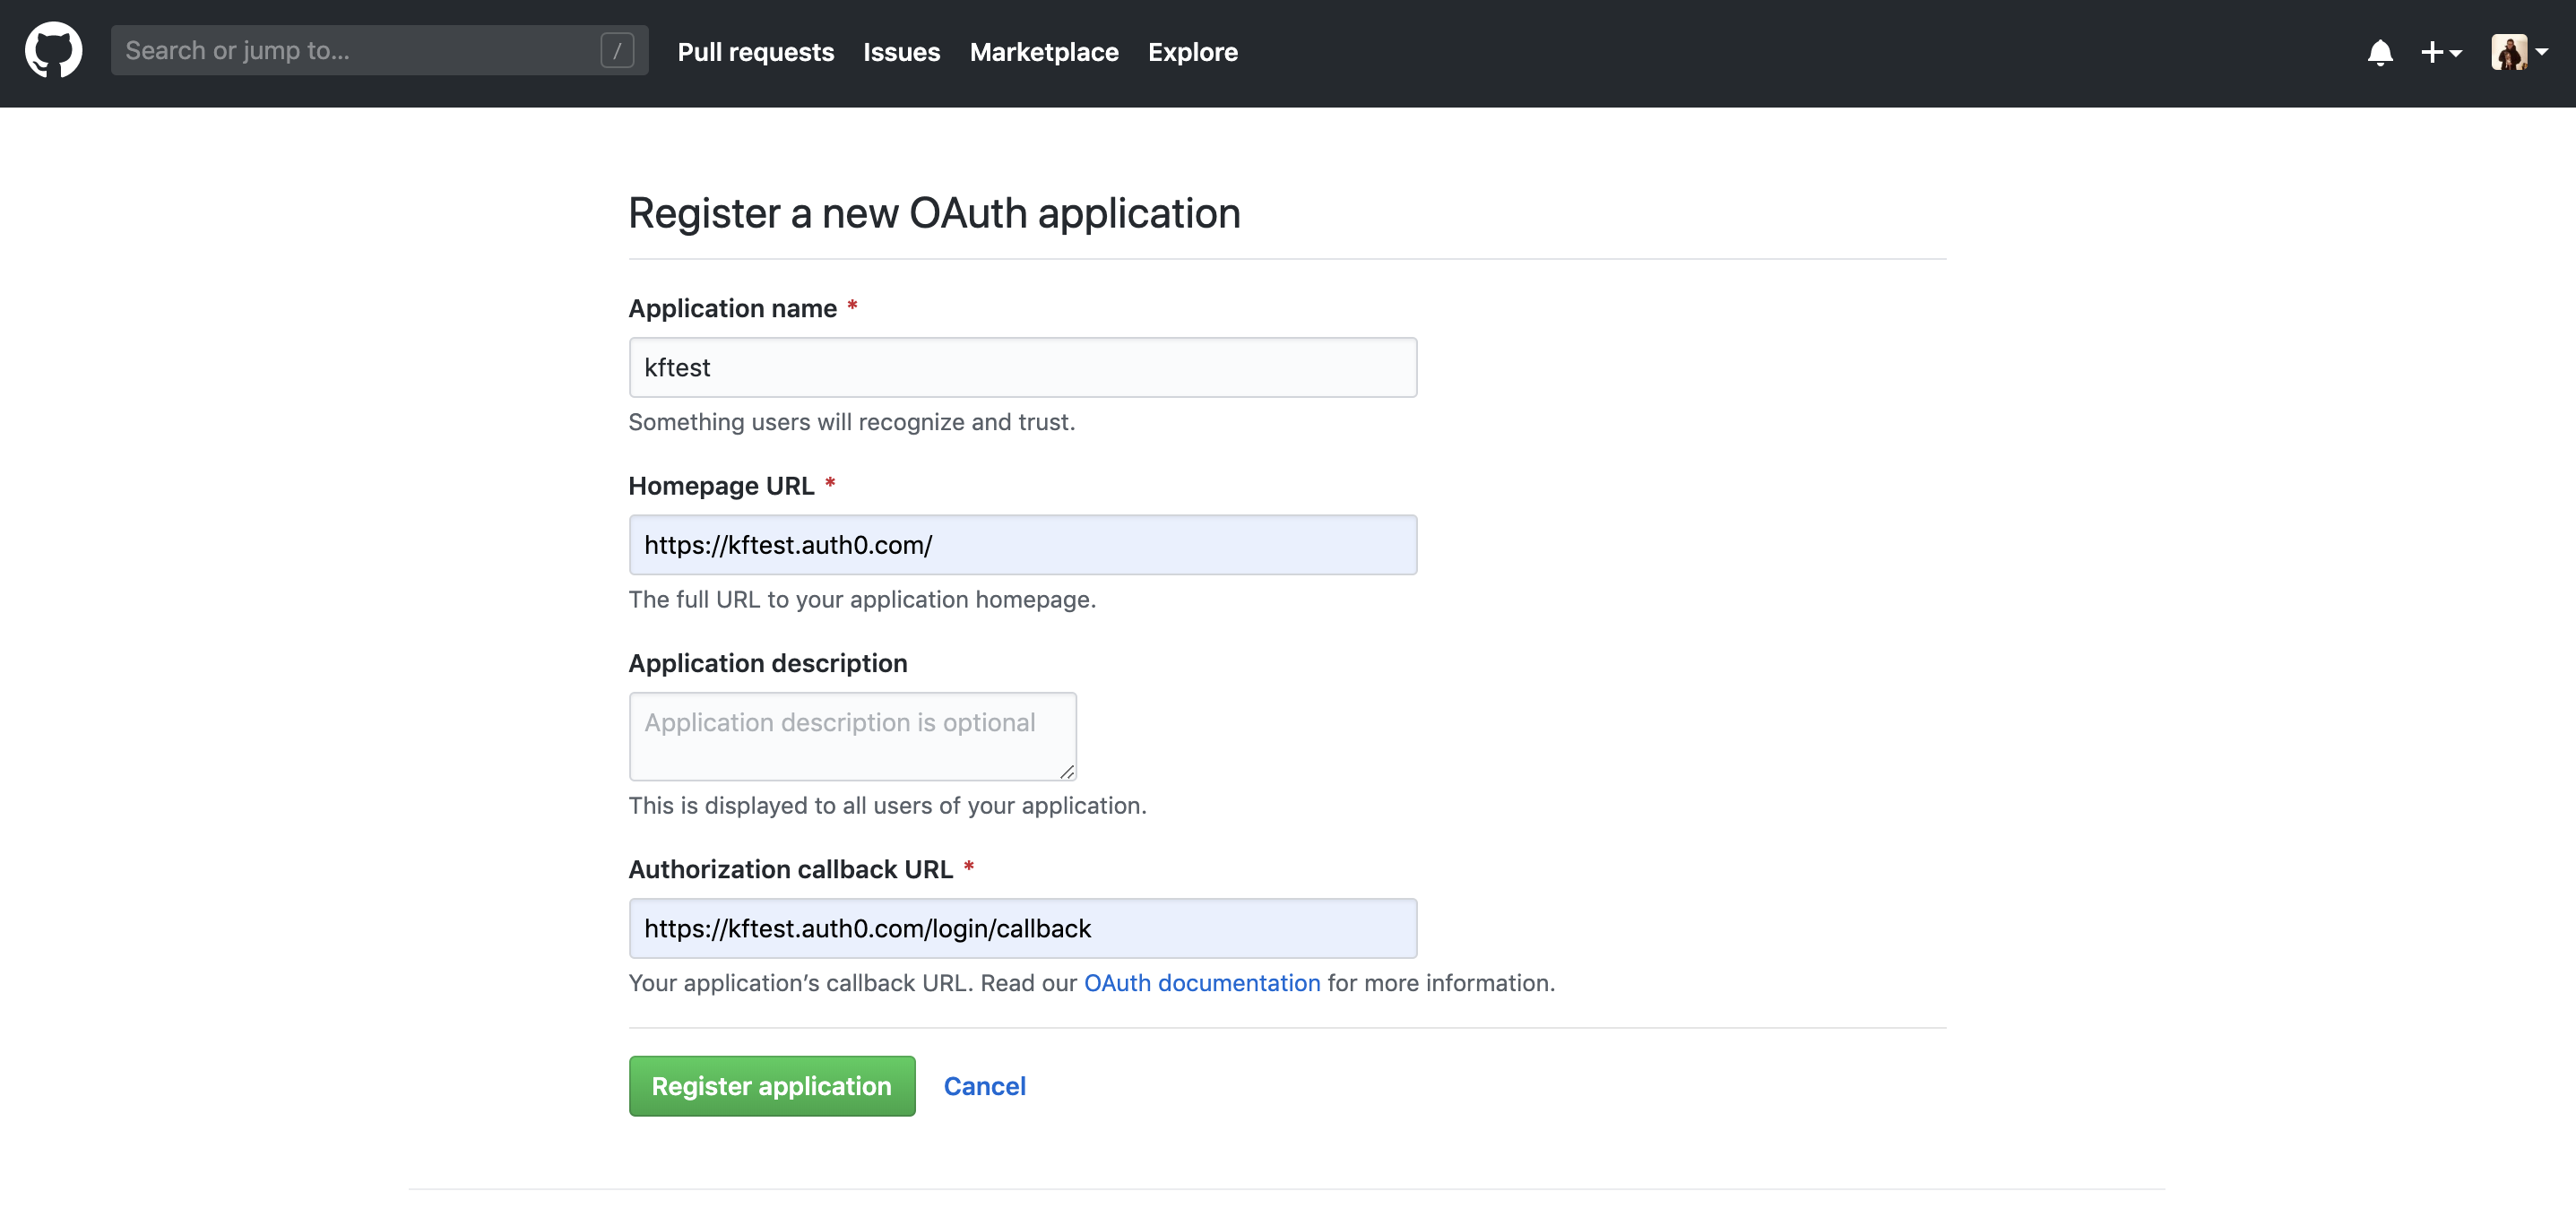 Search or jump to... /
Pull requests Issues Marketplace Explore
Register a new OAuth application
Application name *
kftest
Something users will recognize and trust.
Homepage URL *
https://kftest.auth0.com/
The full URL to your application homepage.
Application description
Application description is optional
This is displayed to all users of your application.
Authorization callback URL *
https://kftest.auth0.com/login/callback
Your application’s callback URL. Read our OAuth documentation for more information.
Register application Cancel